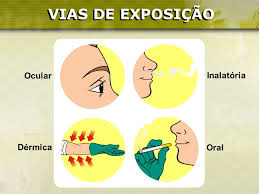 VIAS DE EXPOSIÇÃO
Ocular
Inalatória
Dérmica
Oral